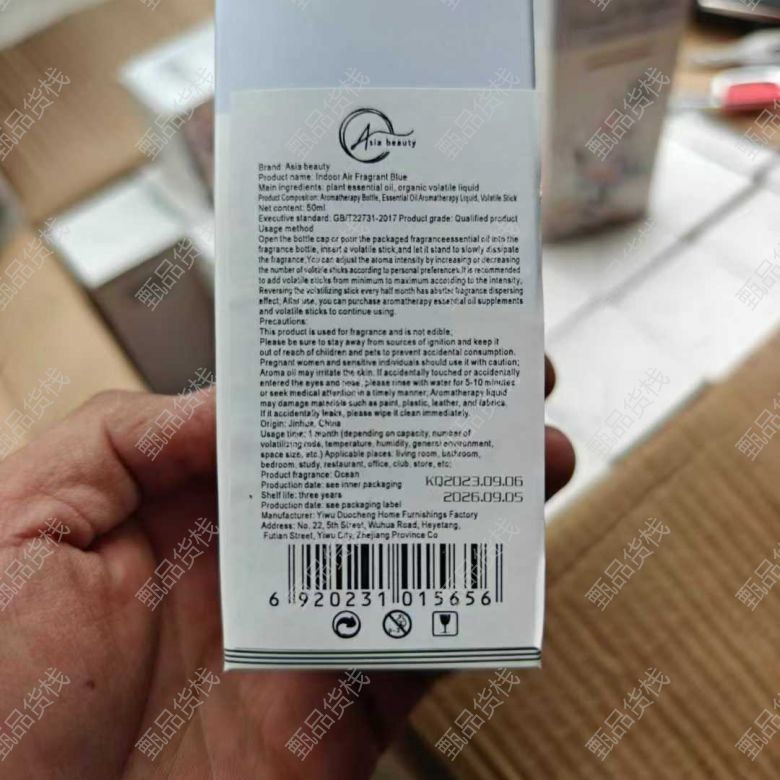 Asia beauty
Brand: Asia beauty
Product name: Indoor Air Fragrant Blue
Main ingredients: plant essential oil, organic volatile liquid
Product Composition: Aromatherapy Bottle, Essential Oil Aromatherapy Liquid, Volatile Stick
Net content: 50ml
Executive standard: GB/T22731-2017 Product grade: Qualified product
Usage method
Open the bottle cap or pour the packaged fragranceessential oil into the
fragrance bottle, insert a volatile stick,and let it stand to slowly dissipate
the fragrance.You can adjust the aroma intensity by increasing or decreasing
the number of volatile sticks according to personal preferences.It is recommended
to add volatile sticks from minimum to maximum according to the intensity,
Reversing the volatilizing stick every half month has a better fragrance dispersing
effect; After use, you can purchase aromatherapy essential oil supplements
and volatile sticks to continue using.
Precautions:
This product is used for fragrance and is not edible;
Please be sure to stay away from sources of ignition and keep it
out of reach of children and pets to prevent accidental consumption.
Pregnant women and sensitive individuals should use it with caution;
Aroma oil may irritate the skin. If accidentally touched or accidentally
entered the eyes and nose, please rinse with water for 5-10 minutes
or seek medical attention in a timely manner; Aromatherapy liquid
may damage materials such as paint, plastic, leather, and fabrics.
If it accidentally leaks, please wipe it clean immediately.
Origin: Jinhua, China
Usage time: 1 month (depending on capacity, number of
volatilizing rods, temperature, humidity, general environment,
space size, etc.) Applicable places: living room, bathroom,
bedroom, study, restaurant, office, club, store, etc;
Product fragrance: Ocean
Production date: see inner packaging
KQ2023.09.06
Shelf life: three years
2026.09.05
Production date: see packaging label
Manufacturer: Yiwu Duocheng Home Furnishings Factory
Address: No. 22, 5th Street, Wuhua Road, Heyetang,
Futian Street, Yiwu City, Zhejiang Province Co
6 920231 015656
甄品货栈